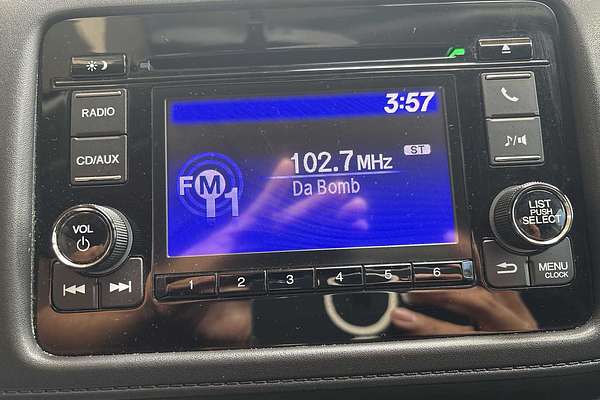 3:57
RADIO
CD/AUX
ST
102.7 MHz
FM1
Da Bomb
VOL
LIST
PUSH
SELECT
MENU
CLOCK
1 2 3 4 5 6